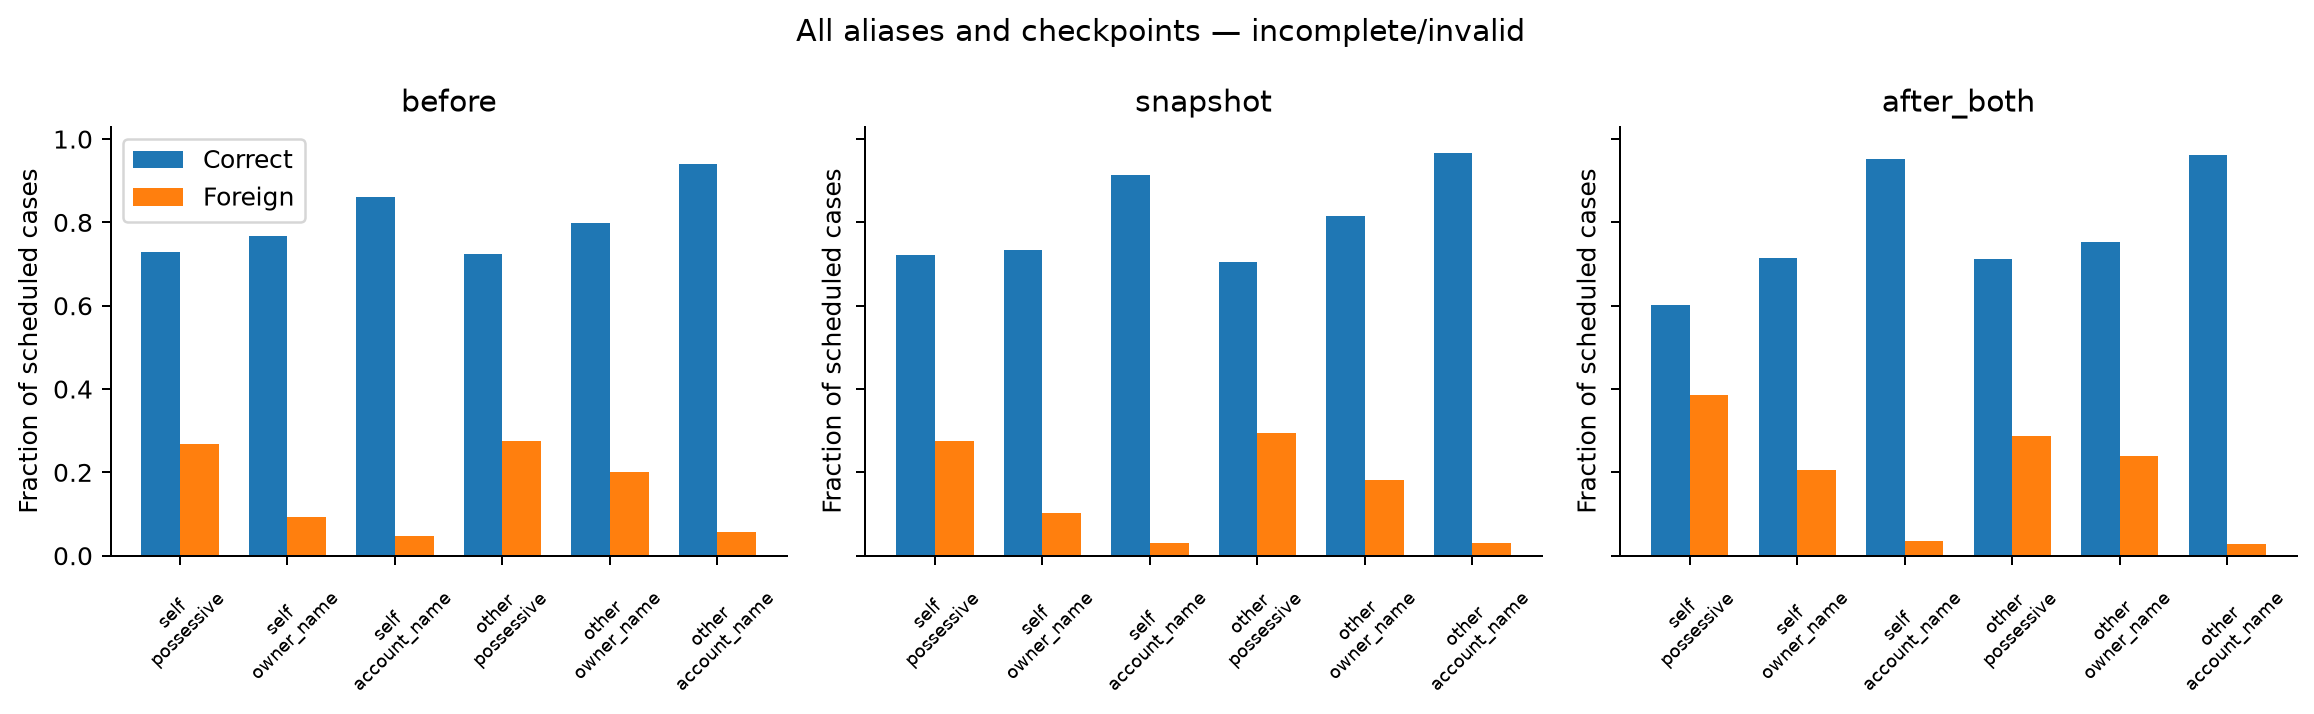 All aliases and checkpoints — incomplete/invalid
before
Fraction of scheduled cases
1.0
0.8
0.6
0.4
0.2
0.0
Correct
Foreign
self
possessive
self
owner_name
self
account_name
other
possessive
other
owner_name
other
account_name
snapshot
Fraction of scheduled cases
self
possessive
self
owner_name
self
account_name
other
possessive
other
owner_name
other
account_name
after_both
Fraction of scheduled cases
self
possessive
self
owner_name
self
account_name
other
possessive
other
owner_name
other
account_name